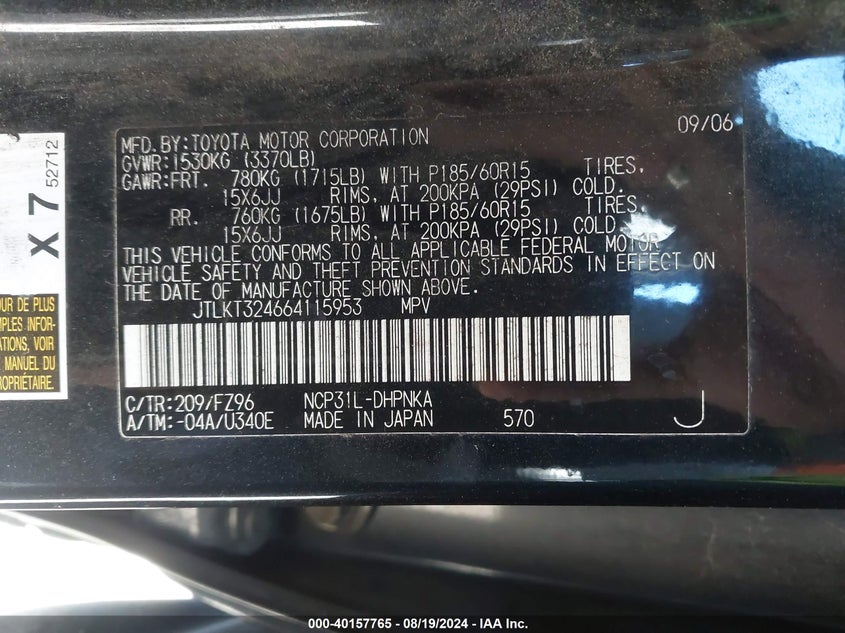 09/06
MFD. BY: TOYOTA MOTOR CORPORATION
GVWR: 1530KG (3370LB)
GAWR: FRT. 780KG (1715LB) WITH P185/60R15 TIRES,
15X6JJ RIMS, AT 200KPA (29PSI) COLD.
RR. 760KG (1675LB) WITH P185/60R15 TIRES,
15X6JJ RIMS, AT 200KPA (29PSI) COLD.
THIS VEHICLE CONFORMS TO ALL APPLICABLE FEDERAL MOTOR
VEHICLE SAFETY AND THEFT PREVENTION STANDARDS IN EFFECT ON
THE DATE OF MANUFACTURE SHOWN ABOVE.
JTLKT324664115953 MPV
C/TR: 209/FZ96 NCP31L-DHPNKA
A/TM: -04A/U340E MADE IN JAPAN 570 J
X 7
52712
OUR DE PLUS
MPLES INFOR-
ATIONS, VOIR
MANUEL DU
ROPRIÉTAIRE.
000-40157765 - 08/19/2024 - IAA Inc.